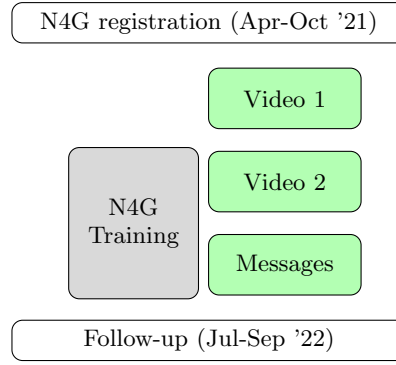 N4G registration (Apr-Oct ’21)
Video 1
Video 2
N4G
Training
Messages
Follow-up (Jul-Sep ’22)